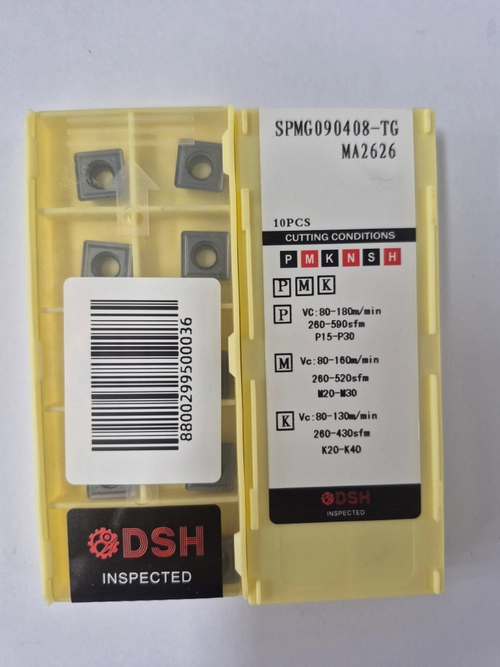 SPMG090408-TG
MA2626
10PCS
CUTTING CONDITIONS
P M K N S H
P M K
P VC:80-180m/min
260-590sfm
P15-P30
M Vc:80-160m/min
260-520sfm
M20-M30
K Vc:80-130m/min
260-430sfm
K20-K40
DSH
INSPECTED
8800299500036
DSH
INSPECTED